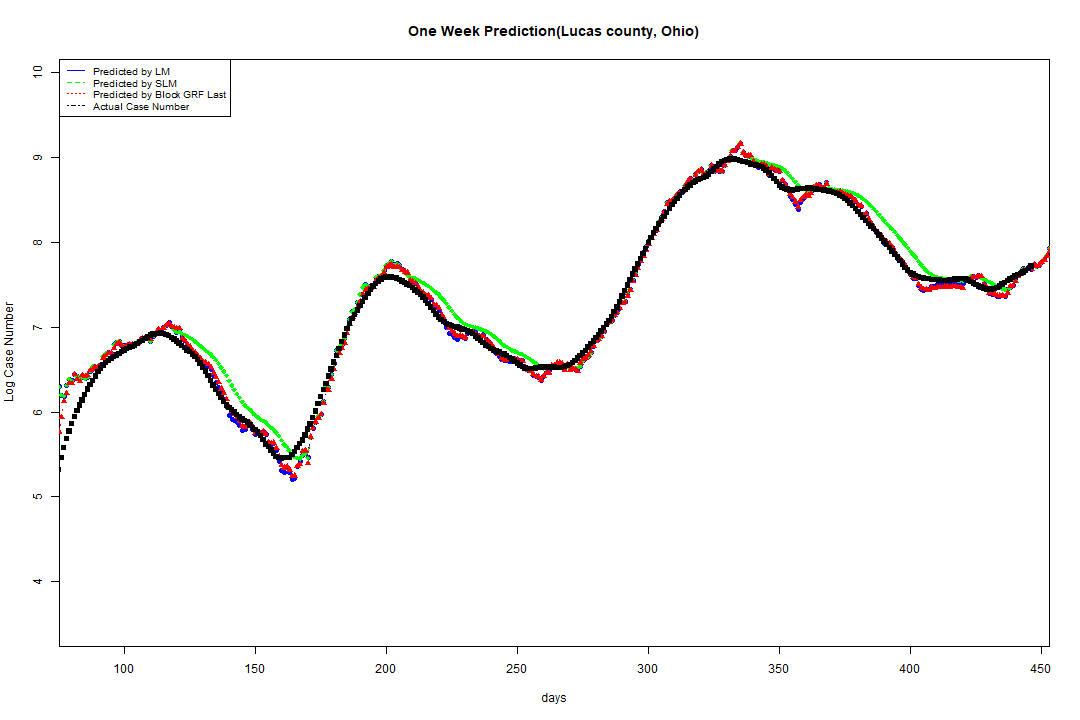 One Week Prediction(Lucas county, Ohio)
Predicted by LM
Predicted by SLM
Predicted by Block GRF Last
Actual Case Number
Log Case Number
10
9
8
7
6
5
4
100 150 200 250 300 350 400 450
days